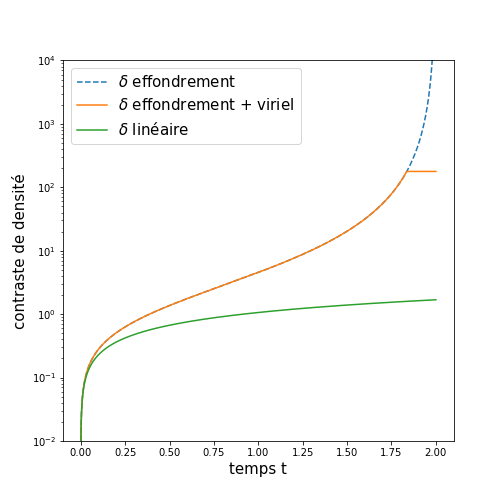 δ effondrement
δ effondrement + viriel
δ linéaire
contraste de densité
10⁴
10³
10²
10¹
10⁰
10⁻¹
10⁻²
0.00 0.25 0.50 0.75 1.00 1.25 1.50 1.75 2.00
temps t